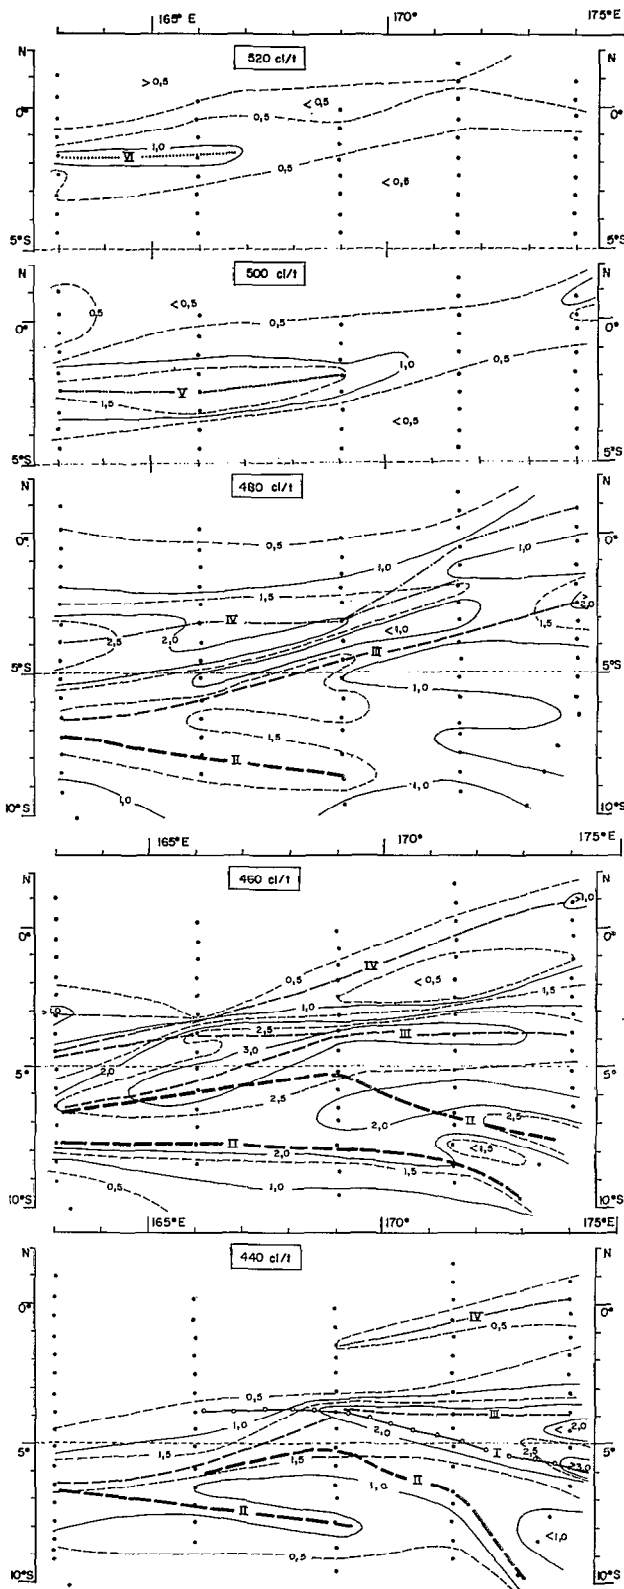 165° E 170° 175° E
520 cl/t
N N
>0,5
<0,5
0° 0,5 0°
1,0
VI
0,5
<0,5
5°S 5°S
500 cl/t
N N
0,5 <0,5
0° 0,5 0°
1,0 0,5
V
1,5
<0,5
5°S 5°S
480 cl/t
N N
0° 0,5 0°
1,0 1,0
1,5
IV >2,0
2,5 2,0 <1,0 1,5
III
5°S 5°S
1,0
1,5
II
1,0 1,0
10°S 10°S
165° E 170° 175° E
460 cl/t
N N
>1,0
0° 0°
0,5 IV
<0,5
1,0 1,5
2,5 III
3,0
5° 5°
2,0
2,5
2,0 II 2,5
II
2,0 <1,5
0,5 1,0 1,5
10°S 10°S
165° E 170° 175° E
440 cl/t
N N
0° IV 0°
0,5
0,5
III
1,0 2,0 < 2,0
5° I 2,5 5°
1,5 1,5 >3,0
II
1,0
II
<1,0
0,5
10°S 10°S